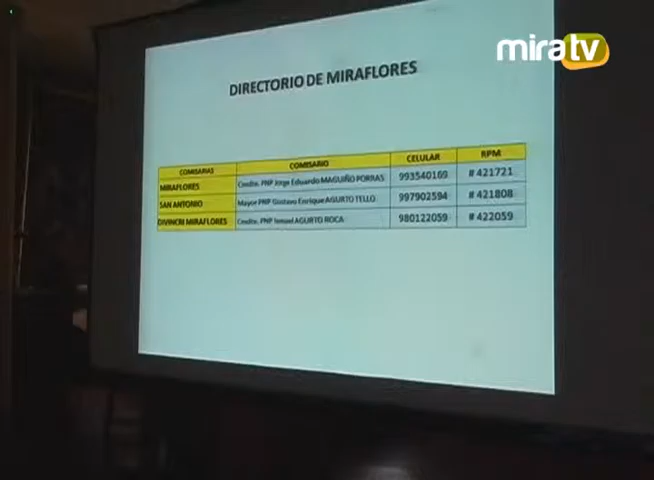 miratv
DIRECTORIO DE MIRAFLORES
COMISARIAS COMISARIO CELULAR RPM
MIRAFLORES Cmdte. PNP Jorge Eduardo MAGUIÑO PORRAS 993540169 # 421721
SAN ANTONIO Mayor PNP Gustavo Enrique AGURTO TELLO 997902594 # 421808
DIVINCRI MIRAFLORES Cmdte. PNP Ismael AGURTO ROCA 980122059 # 422059